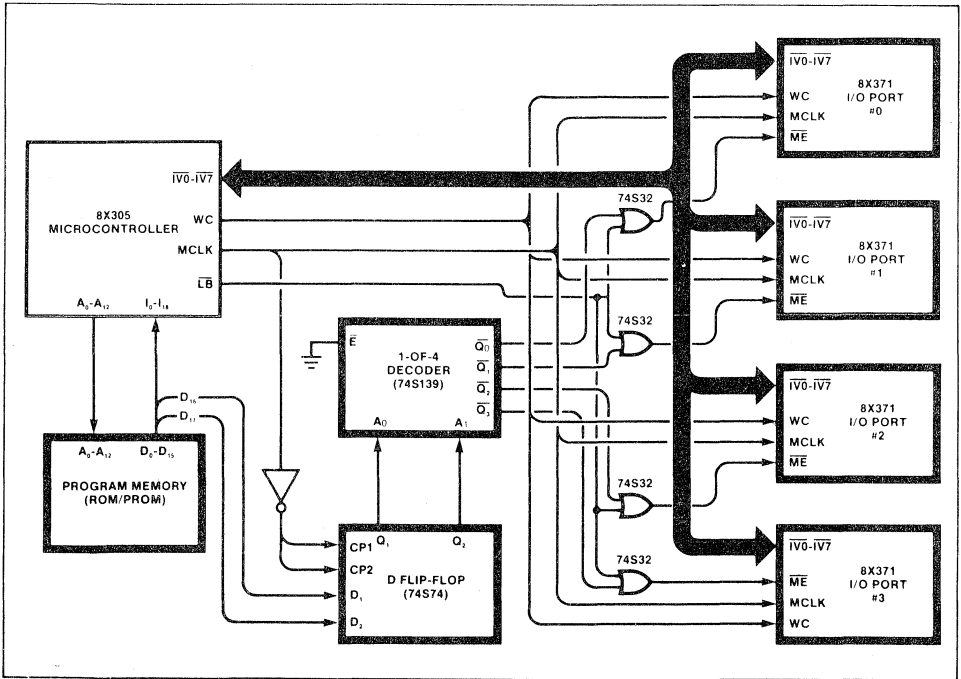 8X305
MICROCONTROLLER
IV0-IV7
WC
MCLK
LB
A₀-A₁₂
I₀-I₁₈
D₁₆
D₁₇
A₀-A₁₂
D₀-D₁₅
PROGRAM MEMORY
(ROM/PROM)
E
1-OF-4
DECODER
(74S139)
Q₀
Q₁
Q₂
Q₃
A₀
A₁
CP1
CP2
D₁
D₂
Q₁
Q₂
D FLIP-FLOP
(74S74)
74S32
74S32
74S32
74S32
IV0-IV7
WC
MCLK
ME
8X371
I/O PORT
#0
IV0-IV7
WC
MCLK
ME
8X371
I/O PORT
#1
IV0-IV7
WC
MCLK
ME
8X371
I/O PORT
#2
IV0-IV7
ME
MCLK
WC
8X371
I/O PORT
#3